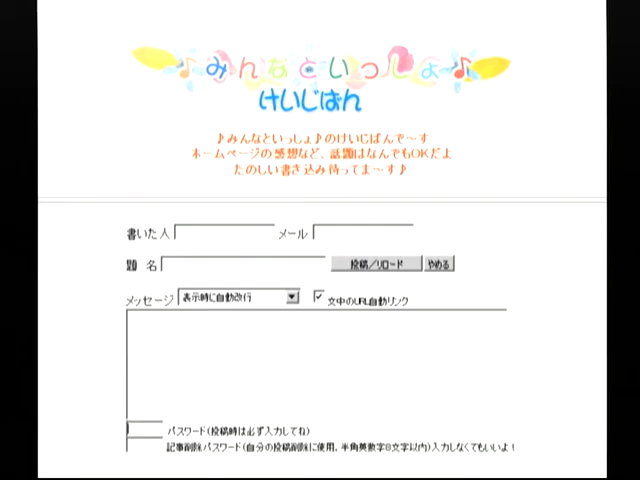 ♪みんなといっしょ♪
けいじばん
♪みんなといっしょ♪のけいじばんで～す
ホームページの感想など、話題はなんでもOKだよ
たのしい書き込み待ってま～す♪
書いた人 メール
題 名 投稿/リロード やめる
メッセージ 表示時に自動改行 文中のURL自動リンク
パスワード(投稿時は必ず入力してね)
記事削除パスワード(自分の投稿削除に使用。半角英数字8文字以内)入力しなくてもいいよ！